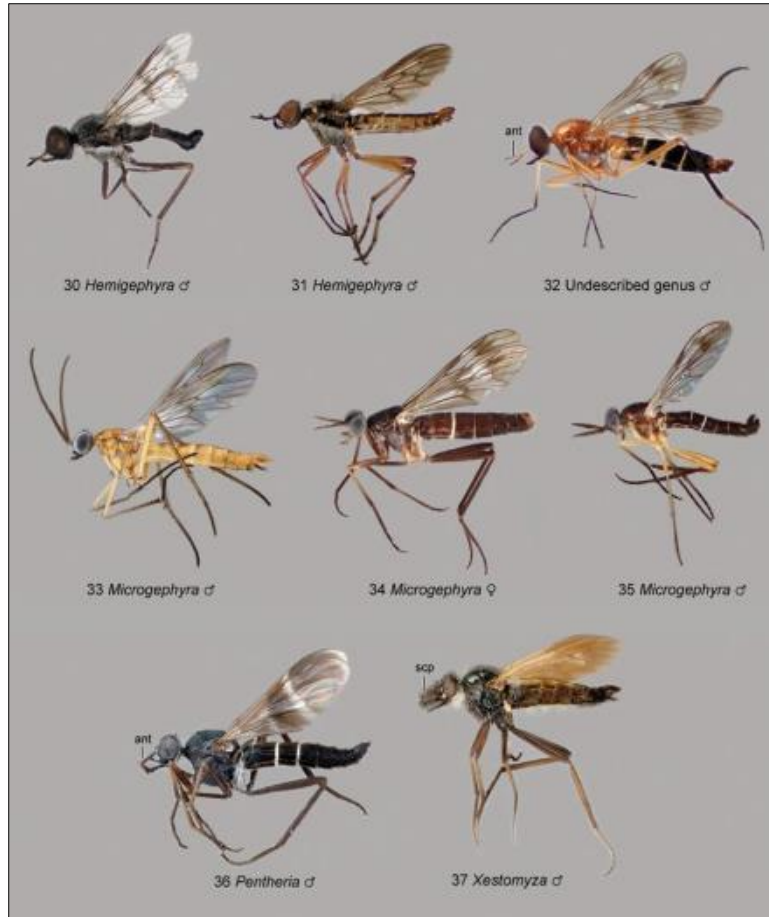 30 Hemigephyra ♂
31 Hemigephyra ♂
ant
32 Undescribed genus ♂
33 Microgephyra ♂
34 Microgephyra ♀
35 Microgephyra ♂
ant
36 Pentheria ♂
scp
37 Xestomyza ♂